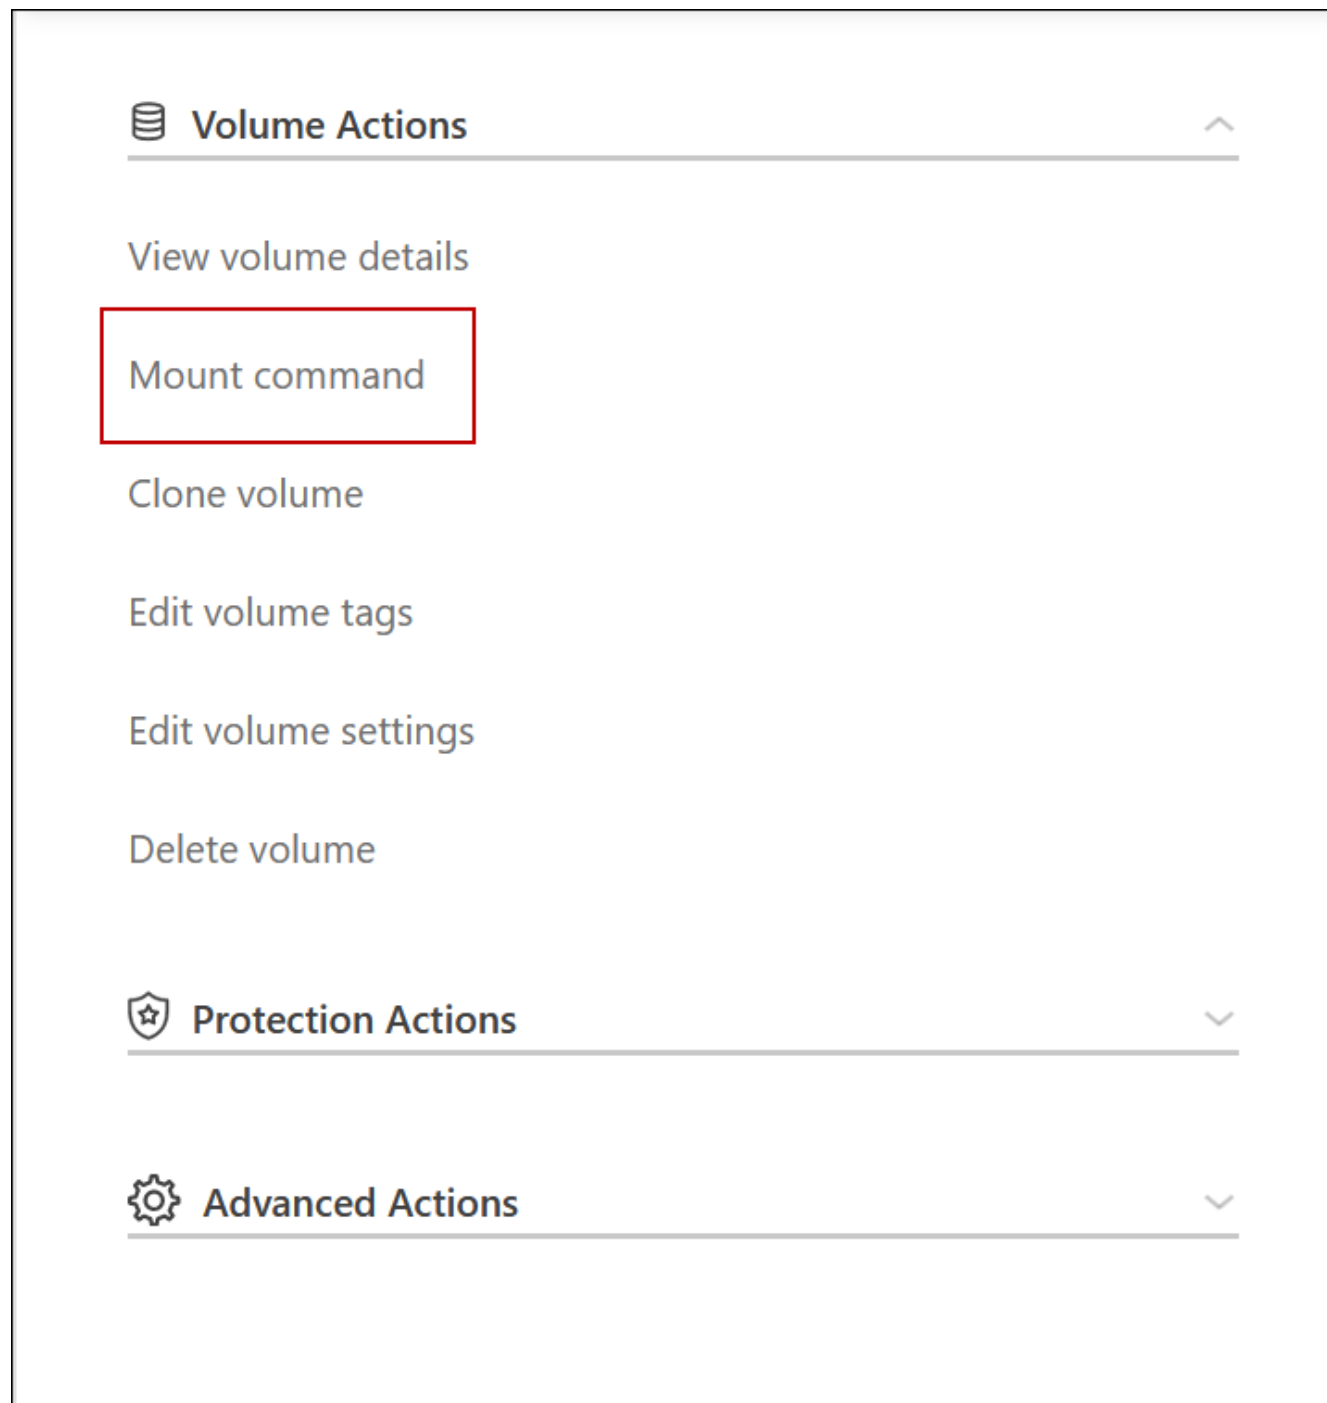 Volume Actions
View volume details
Mount command
Clone volume
Edit volume tags
Edit volume settings
Delete volume
Protection Actions
Advanced Actions